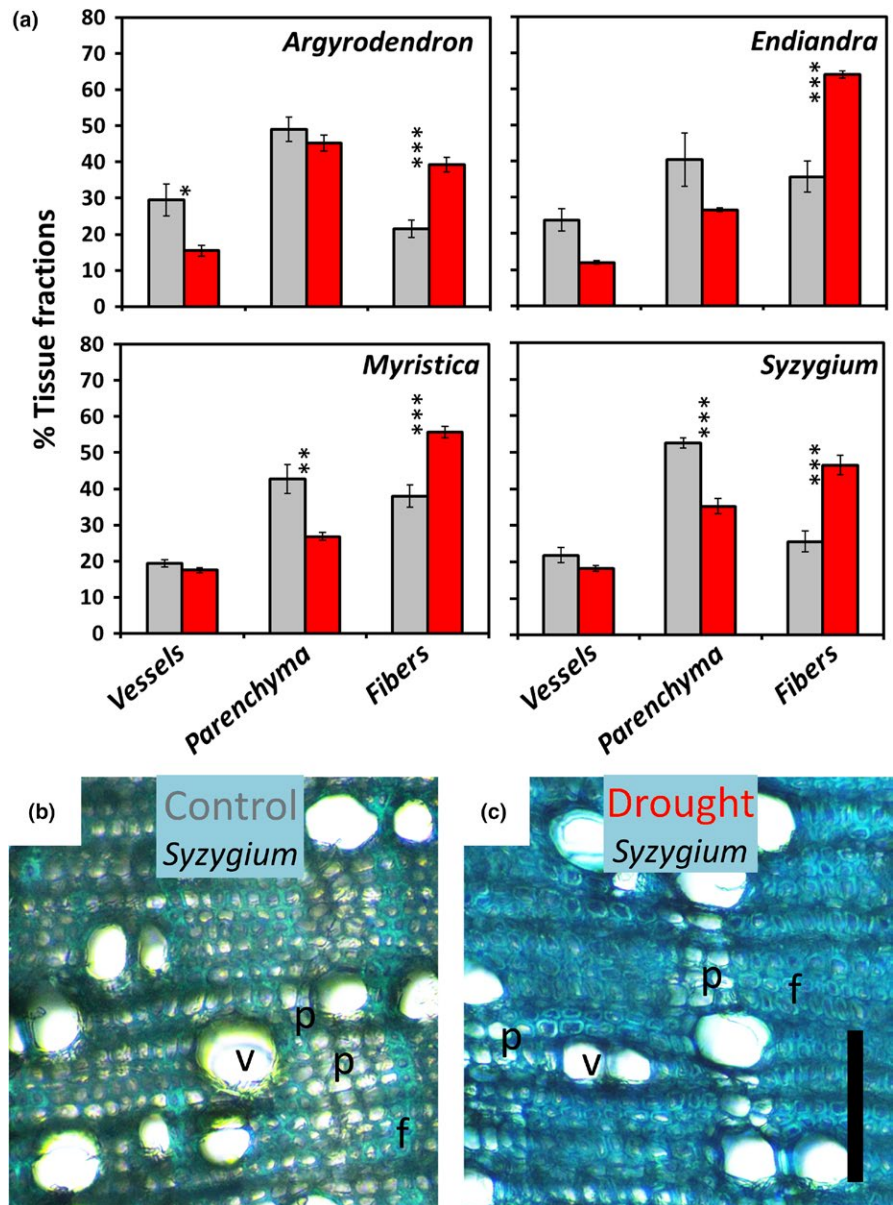 (a)
% Tissue fractions
80
70
60
50
40
30
20
10
0
Argyrodendron
*
***
Endiandra
***
80
70
60
50
40
30
20
10
0
Myristica
**
***
Syzygium
***
***
Vessels
Parenchyma
Fibers
Vessels
Parenchyma
Fibers
(b)
Control
Syzygium
p
v
p
f
(c)
Drought
Syzygium
p
f
p
v